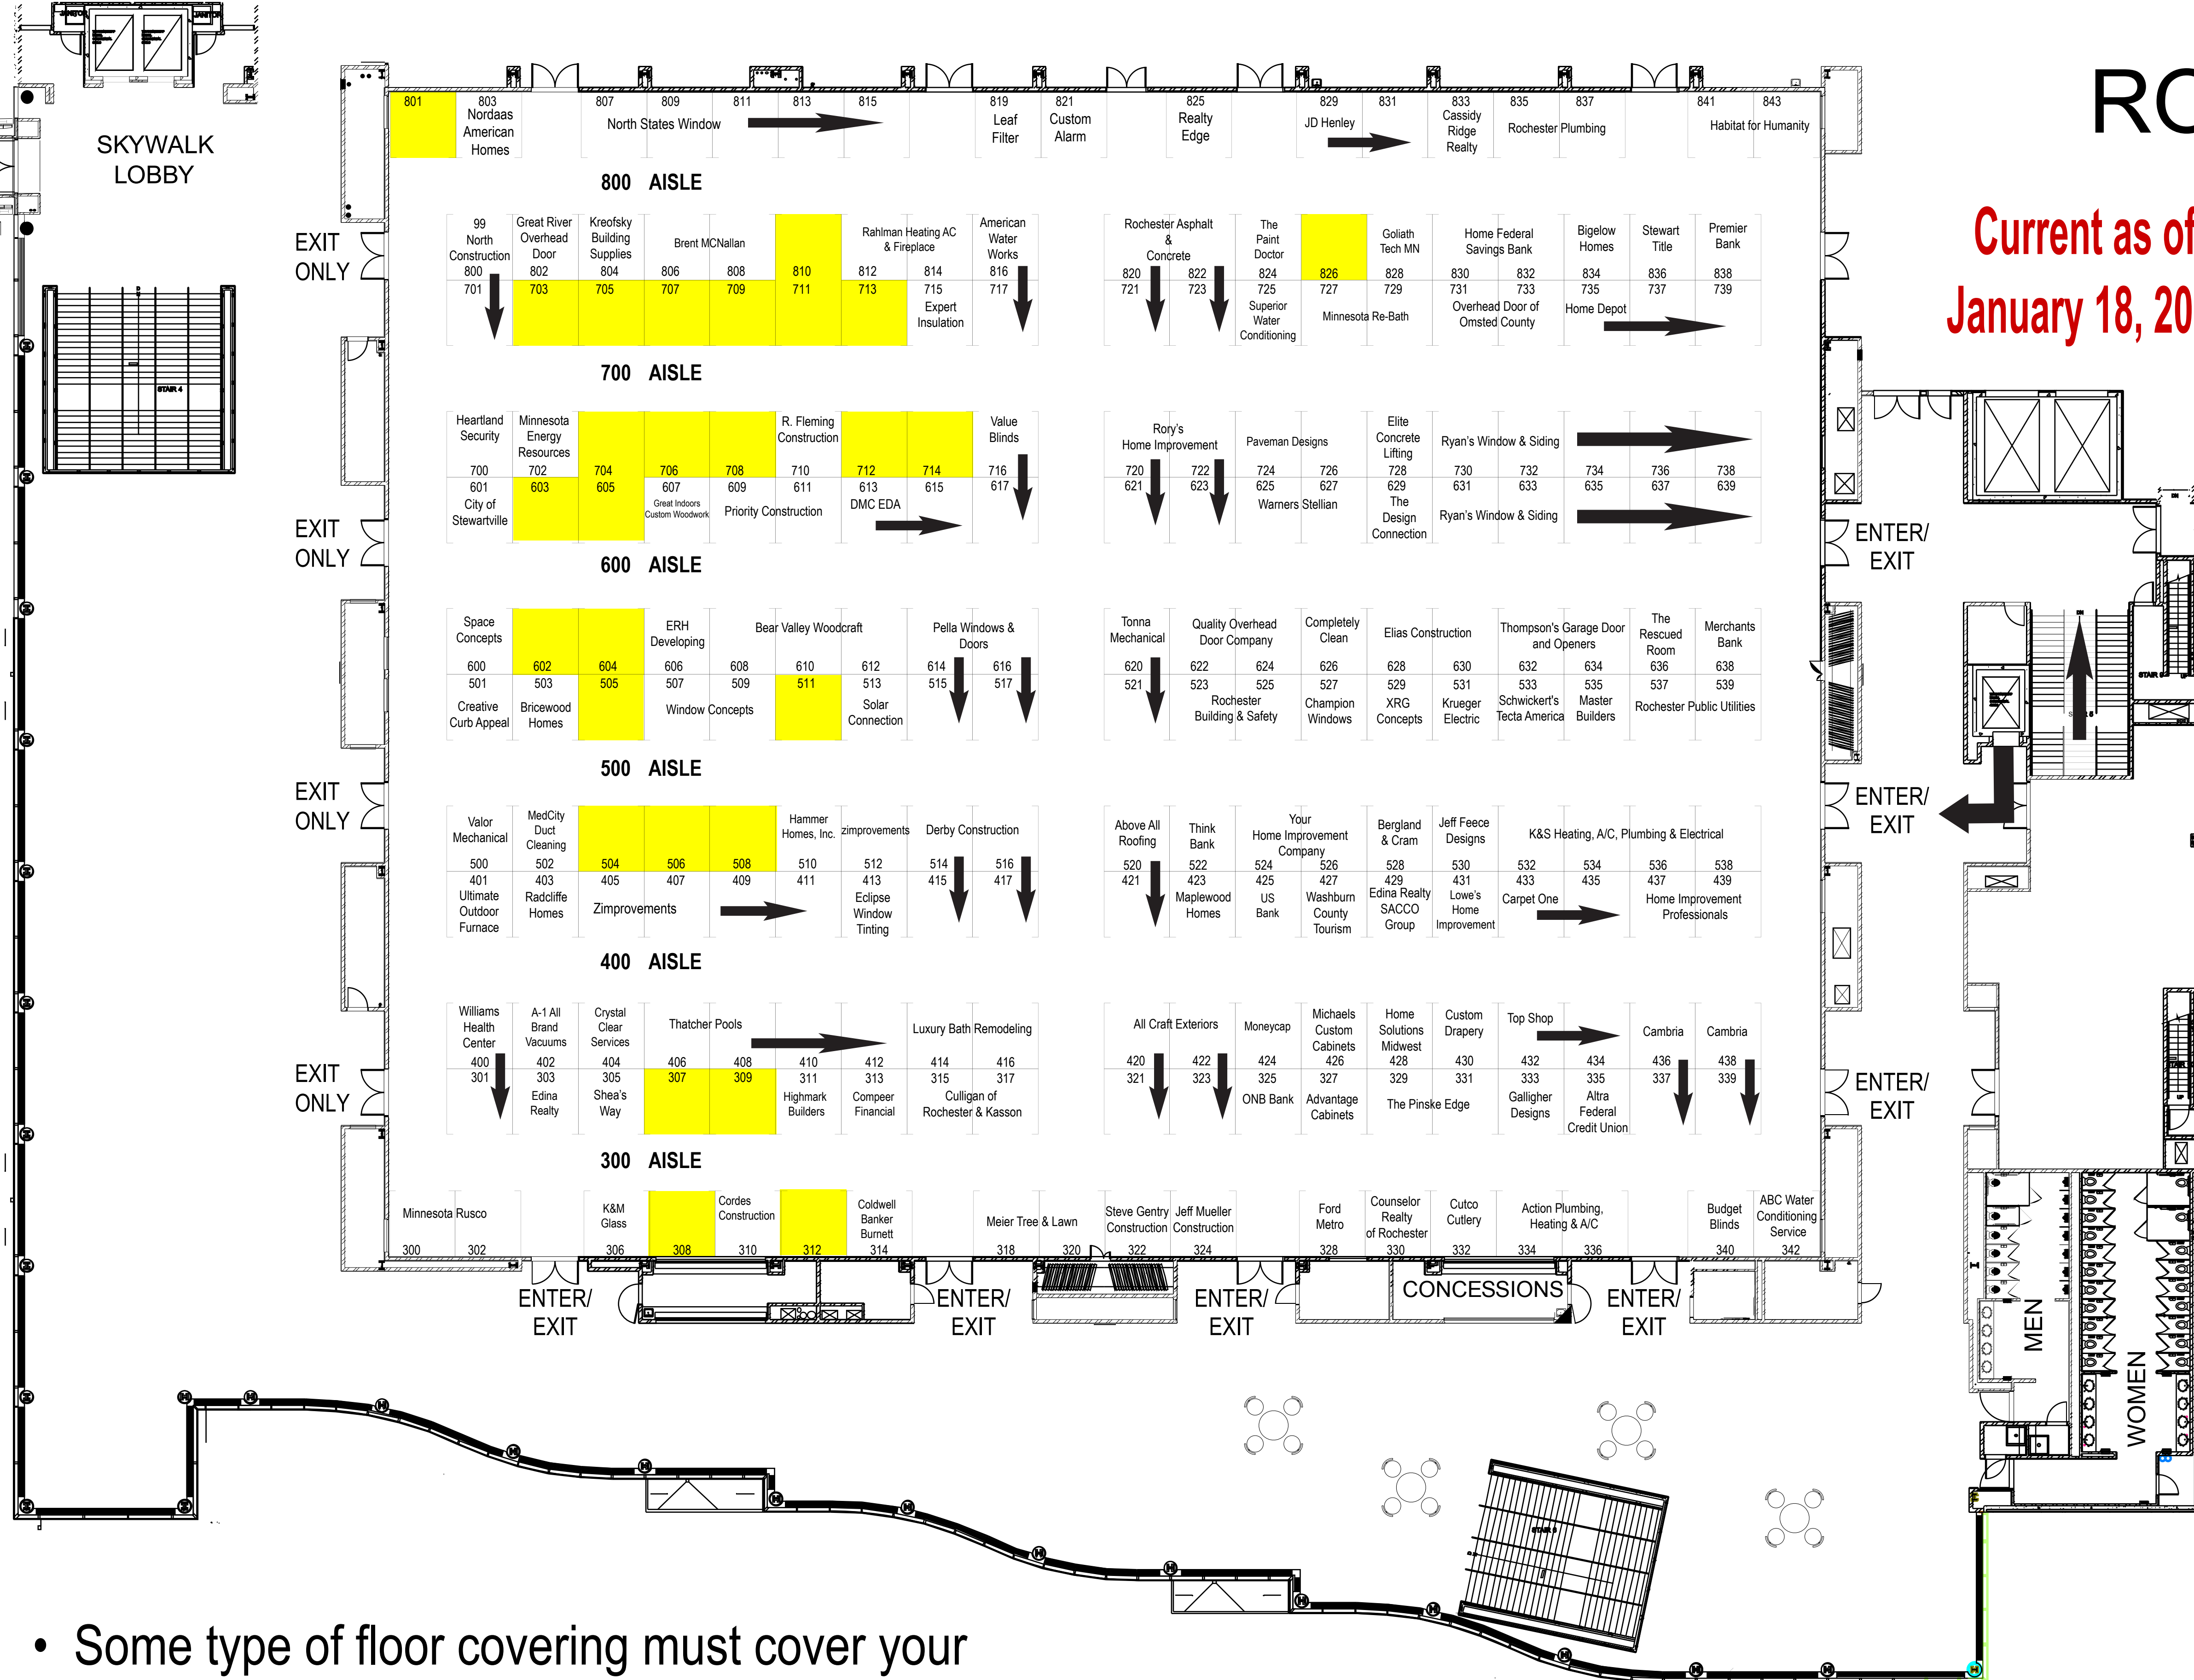 RO
Current as of
January 18, 20
SKYWALK
LOBBY
801 803 807 809 811 813 815 819 821 825 829 831 833 835 837 841 843
Nordaas
American
Homes
North States Window
Leaf
Filter
Custom
Alarm
Realty
Edge
JD Henley
Cassidy
Ridge
Realty
Rochester Plumbing
Habitat for Humanity
800 AISLE
EXIT
ONLY
99
North
Construction
Great River
Overhead
Door
Kreofsky
Building
Supplies
Brent MCNallan
Rahlman Heating AC
& Fireplace
American
Water
Works
Rochester Asphalt
&
Concrete
The
Paint
Doctor
Goliath
Tech MN
Home Federal
Savings Bank
Bigelow
Homes
Stewart
Title
Premier
Bank
800 802 804 806 808 810 812 814 816 820 822 824 826 828 830 832 834 836 838
701 703 705 707 709 711 713 715 717 721 723 725 727 729 731 733 735 737 739
Expert
Insulation
Superior
Water
Conditioning
Minnesota Re-Bath
Overhead Door of
Omsted County
Home Depot
STAIR 4
700 AISLE
Heartland
Security
Minnesota
Energy
Resources
R. Fleming
Construction
Value
Blinds
Rory's
Home Improvement
Paveman Designs
Elite
Concrete
Lifting
Ryan's Window & Siding
700 702 704 706 708 710 712 714 716 720 722 724 726 728 730 732 734 736 738
601 603 605 607 609 611 613 615 617 621 623 625 627 629 631 633 635 637 639
City of
Stewartville
Great Indoors
Custom Woodwork
Priority Construction
DMC EDA
Warners Stellian
The
Design
Connection
Ryan's Window & Siding
EXIT
ONLY
ENTER/
EXIT
600 AISLE
Space
Concepts
ERH
Developing
Bear Valley Woodcraft
Pella Windows &
Doors
Tonna
Mechanical
Quality Overhead
Door Company
Completely
Clean
Elias Construction
Thompson's Garage Door
and Openers
The
Rescued
Room
Merchants
Bank
600 602 604 606 608 610 612 614 616 620 622 624 626 628 630 632 634 636 638
501 503 505 507 509 511 513 515 517 521 523 525 527 529 531 533 535 537 539
Creative
Curb Appeal
Bricewood
Homes
Window Concepts
Solar
Connection
Rochester
Building & Safety
Champion
Windows
XRG
Concepts
Krueger
Electric
Schwickert's
Tecta America
Master
Builders
Rochester Public Utilities
500 AISLE
EXIT
ONLY
ENTER/
EXIT
Valor
Mechanical
MedCity
Duct
Cleaning
Hammer
Homes, Inc.
zimprovements
Derby Construction
Above All
Roofing
Think
Bank
Your
Home Improvement
Company
Bergland
& Cram
Jeff Feece
Designs
K&S Heating, A/C, Plumbing & Electrical
500 502 504 506 508 510 512 514 516 520 522 524 526 528 530 532 534 536 538
401 403 405 407 409 411 413 415 417 421 423 425 427 429 431 433 435 437 439
Ultimate
Outdoor
Furnace
Radcliffe
Homes
Zimprovements
Eclipse
Window
Tinting
Maplewood
Homes
US
Bank
Washburn
County
Tourism
Edina Realty
SACCO
Group
Lowe's
Home
Improvement
Carpet One
Home Improvement
Professionals
400 AISLE
Williams
Health
Center
A-1 All
Brand
Vacuums
Crystal
Clear
Services
Thatcher Pools
Luxury Bath Remodeling
All Craft Exteriors
Moneycap
Michaels
Custom
Cabinets
Home
Solutions
Midwest
Custom
Drapery
Top Shop
Cambria
Cambria
400 402 404 406 408 410 412 414 416 420 422 424 426 428 430 432 434 436 438
301 303 305 307 309 311 313 315 317 321 323 325 327 329 331 333 335 337 339
EXIT
ONLY
ENTER/
EXIT
Edina
Realty
Shea's
Way
Highmark
Builders
Compeer
Financial
Culligan of
Rochester & Kasson
ONB Bank
Advantage
Cabinets
The Pinske Edge
Galligher
Designs
Altra
Federal
Credit Union
300 AISLE
Minnesota Rusco
K&M
Glass
Cordes
Construction
Coldwell
Banker
Burnett
Meier Tree & Lawn
Steve Gentry
Construction
Jeff Mueller
Construction
Ford
Metro
Counselor
Realty
of Rochester
Cutco
Cutlery
Action Plumbing,
Heating & A/C
Budget
Blinds
ABC Water
Conditioning
Service
300 302 306 308 310 312 314 318 320 322 324 328 330 332 334 336 340 342
ENTER/
EXIT
ENTER/
EXIT
ENTER/
EXIT
CONCESSIONS
ENTER/
EXIT
MEN
WOMEN
• Some type of floor covering must cover your